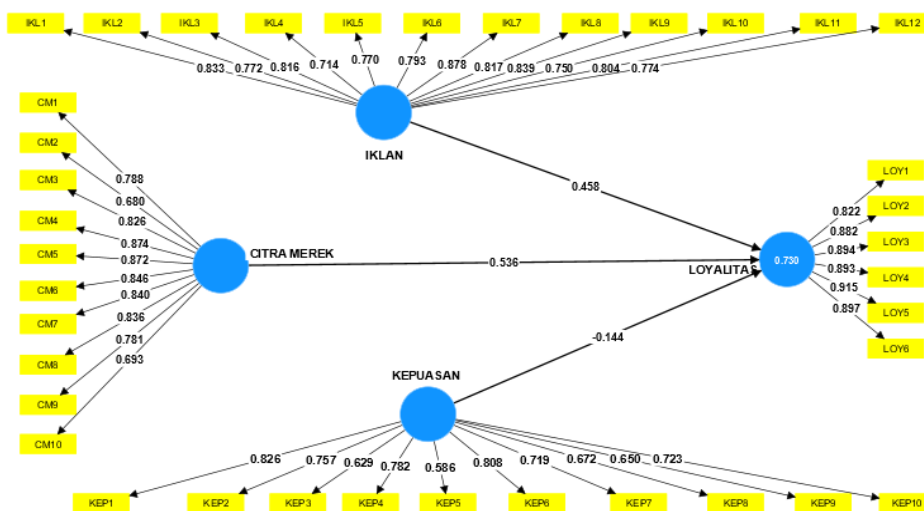 IKL1 IKL2 IKL3 IKL4 IKL5 IKL6 IKL7 IKL8 IKL9 IKL10 IKL11 IKL12
0.833 0.772 0.816 0.714 0.770 0.793 0.878 0.817 0.839 0.750 0.804 0.774
IKLAN
CM1
CM2
CM3
CM4
CM5
CM6
CM7
CM8
CM9
CM10
0.788
0.680
0.826
0.874
0.872
0.846
0.840
0.836
0.781
0.693
CITRA MEREK
0.458
0.536
-0.144
LOYALITAS
0.730
0.822
0.882
0.894
0.893
0.915
0.897
LOY1
LOY2
LOY3
LOY4
LOY5
LOY6
KEPUASAN
0.826 0.757 0.629 0.782 0.586 0.808 0.719 0.672 0.650 0.723
KEP1 KEP2 KEP3 KEP4 KEP5 KEP6 KEP7 KEP8 KEP9 KEP10